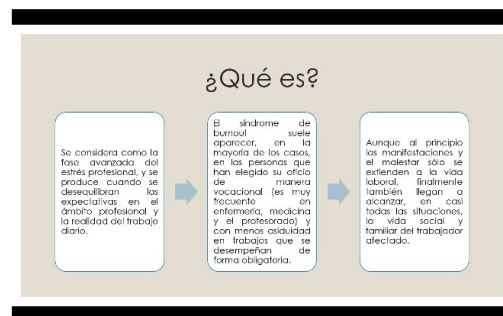 ¿Qué es?
Se considera como la
fase avanzada del
estrés profesional, y se
produce cuando se
desequilibran las
expectativas en el
ámbito profesional y
la realidad del trabajo
diario.
El síndrome de
burnout suele
aparecer, en la
mayoría de los casos,
en las personas que
han elegido su oficio
de manera
vocacional (es muy
frecuente en
enfermería, medicina
y el profesorado) y
con menos asiduidad
en trabajos que se
desempeñan de
forma obligatoria.
Aunque al principio
las manifestaciones y
el malestar sólo se
extienden a la vida
laboral, finalmente
también llegan a
alcanzar, en casi
todas las situaciones,
la vida social y
familiar del trabajador
afectado.